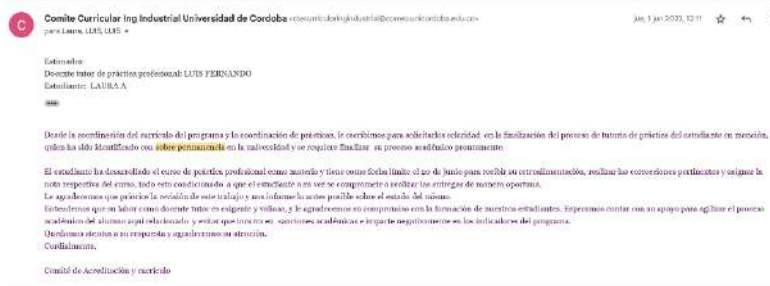 C
Comite Curricular Ing Industrial Universidad de Cordoba <ctecurricularingindustrial@correo.unicordoba.edu.co>
jue, 1 jun 2023, 12:11
para Laura, LUIS, LUIS
Estimados
Docente tutor de práctica profesional: LUIS FERNANDO
Estudiante: LAURA A
Desde la coordinación del currículo del programa y la coordinación de prácticas, le escribimos para solicitarles celeridad en la finalización del proceso de tutoría de práctica del estudiante en mención,
quien ha sido identificado con sobre permanencia en la universidad y se requiere finalizar su proceso académico prontamente.
El estudiante ha desarrollado el curso de práctica profesional como materia y tiene como fecha límite el 20 de junio para recibir su retroalimentación, realizar las correcciones pertinentes y asignar la
nota respectiva del curso, todo esto condicionado a que el estudiante a su vez se compromete a realizar las entregas de manera oportuna.
Le agradecemos que priorice la revisión de este trabajo y nos informe lo antes posible sobre el estado del mismo.
Entendemos que su labor como docente tutor es exigente y valiosa, y le agradecemos su compromiso con la formación de nuestros estudiantes. Esperamos contar con su apoyo para agilizar el proceso
académico del alumno aquí relacionado y evitar que incurra en sanciones académicas e impacte negativamente en los indicadores del programa.
Quedamos atentos a su respuesta y agradecemos su atención.
Cordialmente,
Comité de Acreditación y currículo